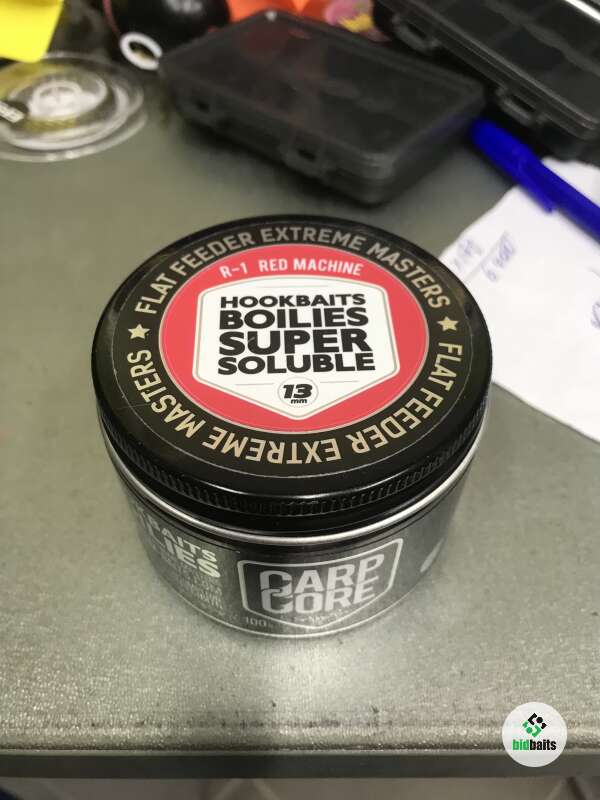 FLAT FEEDER EXTREME MASTERS
R-1 RED MACHINE
HOOKBAITS
BOILIES
SUPER
SOLUBLE
13
mm
FLAT FEEDER EXTREME MASTERS
CARP
CORE
bidbaits